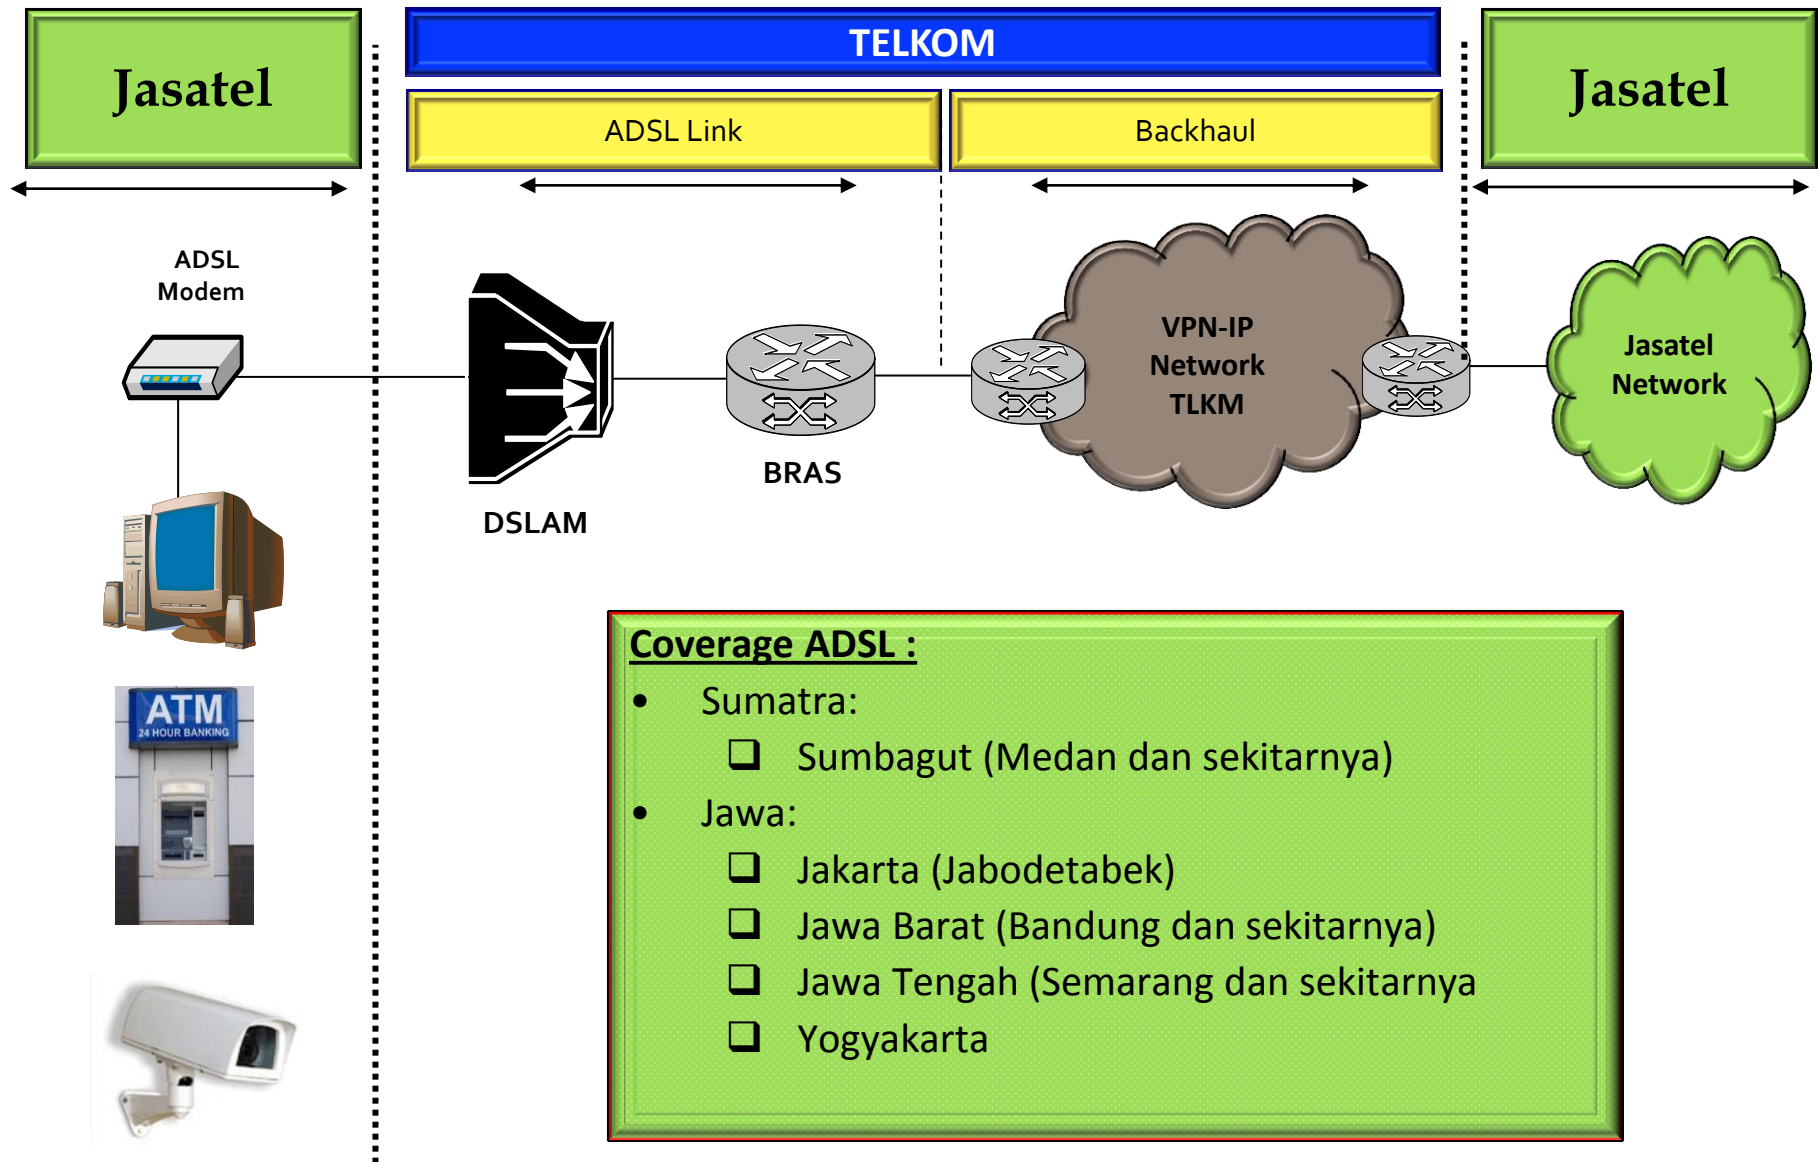 Jasatel
TELKOM
Jasatel
ADSL Link
Backhaul
ADSL
Modem
DSLAM
BRAS
VPN-IP
Network
TLKM
Jasatel
Network
ATM
24 HOUR BANKING
Coverage ADSL :
• Sumatra:
❑ Sumbagut (Medan dan sekitarnya)
• Jawa:
❑ Jakarta (Jabodetabek)
❑ Jawa Barat (Bandung dan sekitarnya)
❑ Jawa Tengah (Semarang dan sekitarnya
❑ Yogyakarta